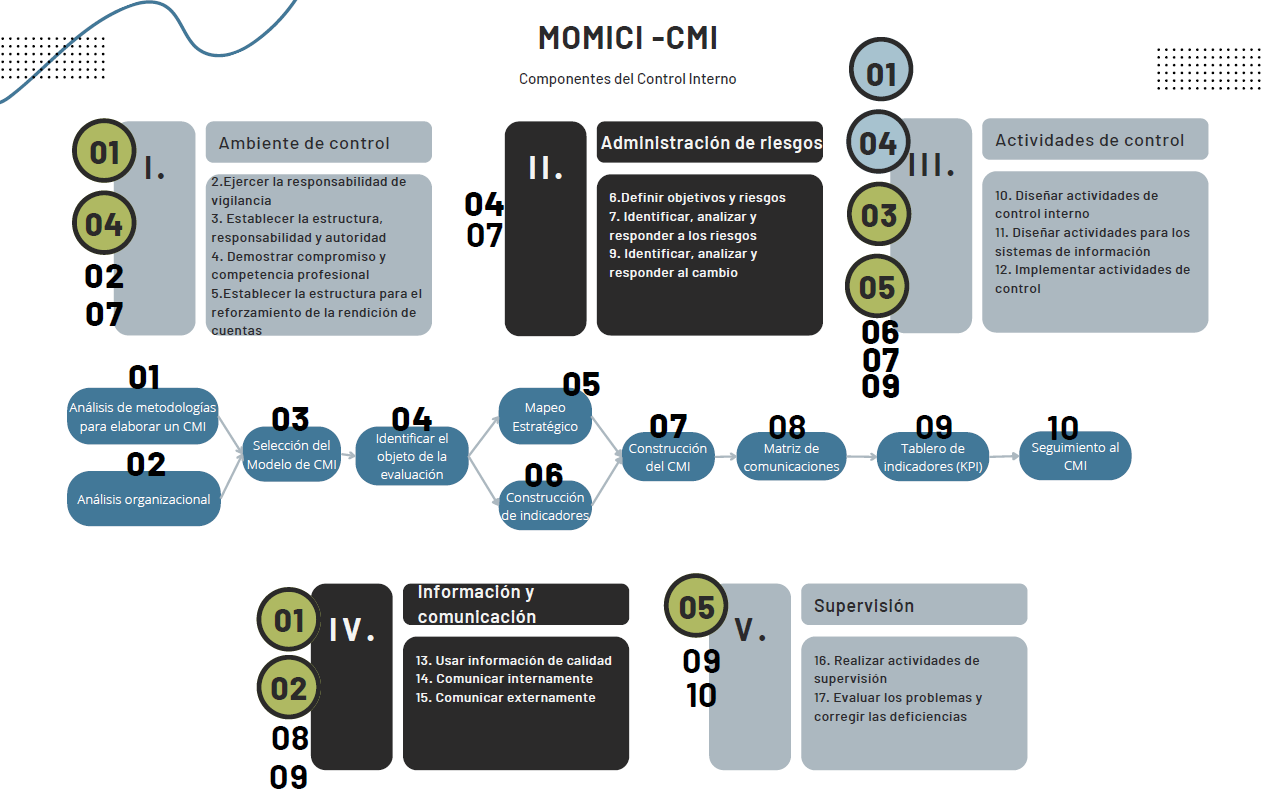 MOMICI -CMI
Componentes del Control Interno
01
04
02
07
I.
Ambiente de control
2.Ejercer la responsabilidad de
vigilancia
3. Establecer la estructura,
responsabilidad y autoridad
4. Demostrar compromiso y
competencia profesional
5.Establecer la estructura para el
reforzamiento de la rendición de
cuentas
04
07
II.
Administración de riesgos
6.Definir objetivos y riesgos
7. Identificar, analizar y
responder a los riesgos
9. Identificar, analizar y
responder al cambio
01
04
03
05
06
07
09
III.
Actividades de control
10. Diseñar actividades de
control interno
11. Diseñar actividades para los
sistemas de información
12. Implementar actividades de
control
01
Análisis de metodologías
para elaborar un CMI
02
Análisis organizacional
03
Selección del
Modelo de CMI
04
Identificar el
objeto de la
evaluación
05
Mapeo
Estratégico
06
Construcción
de indicadores
07
Construcción
del CMI
08
Matriz de
comunicaciones
09
Tablero de
indicadores (KPI)
10
Seguimiento al
CMI
01
02
08
09
IV.
Información y
comunicación
13. Usar información de calidad
14. Comunicar internamente
15. Comunicar externamente
05
09
10
V.
Supervisión
16. Realizar actividades de
supervisión
17. Evaluar los problemas y
corregir las deficiencias